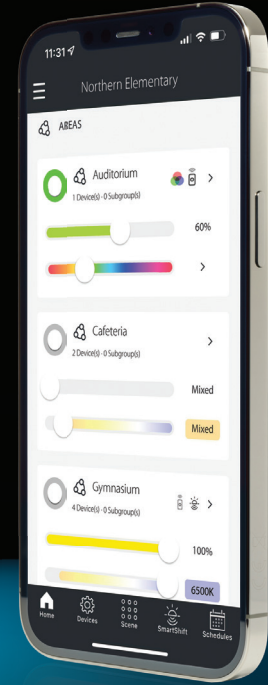 11:31
Northern Elementary
AREAS
Auditorium
1 Device(s) - 0 Subgroup(s)
60%
Cafeteria
2 Device(s) - 0 Subgroup(s)
Mixed
Mixed
Gymnasium
4 Device(s) - 0 Subgroup(s)
100%
6500K
Home
Devices
Scene
SmartShift
Schedules